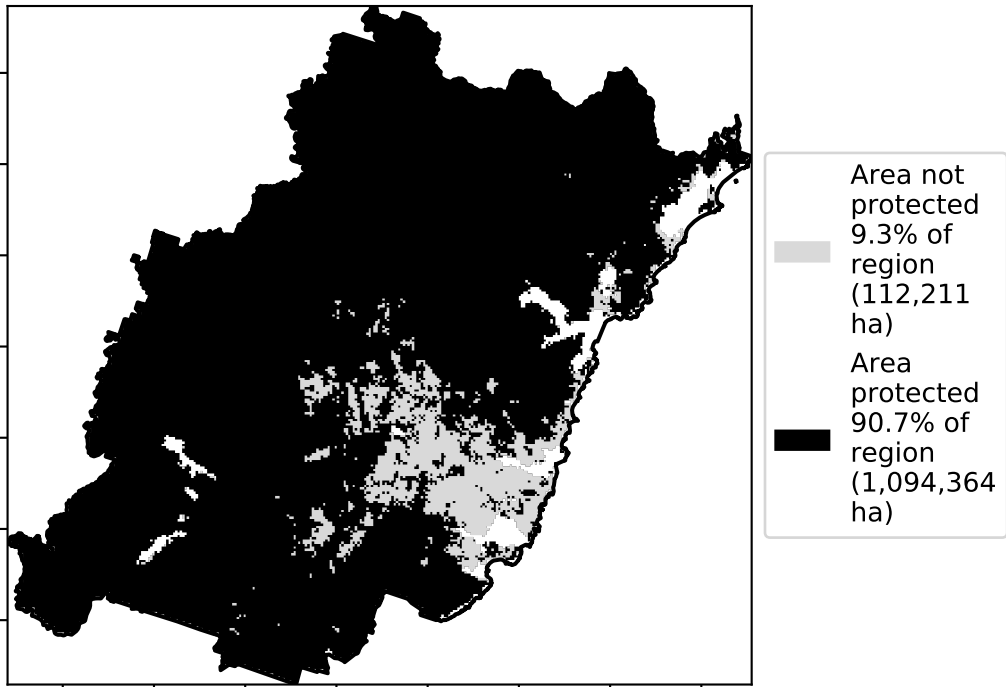 Area not
protected
9.3% of
region
(112,211
ha)
Area
protected
90.7% of
region
(1,094,364
ha)